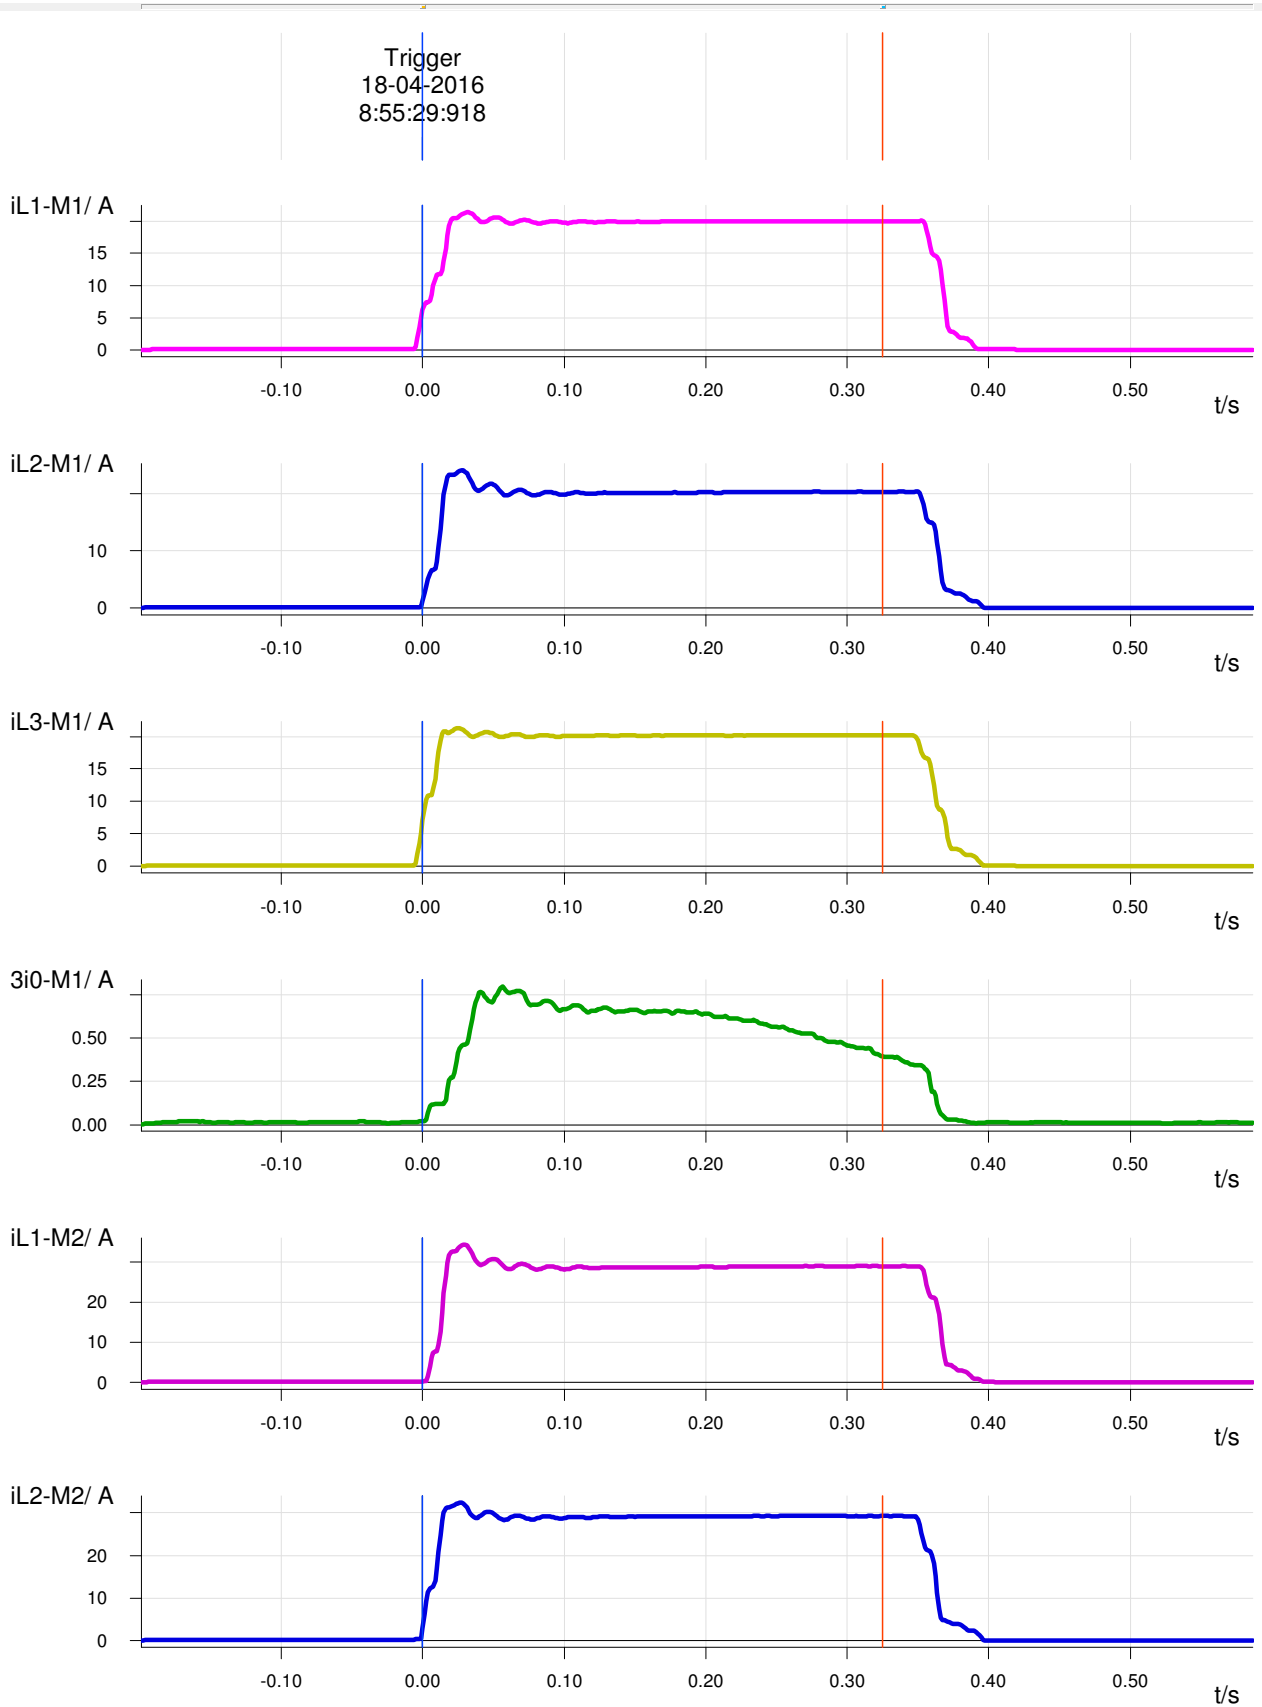 Trigger
18-04-2016
8:55:29:918
iL1-M1/ A
15
10
5
0
-0.10 0.00 0.10 0.20 0.30 0.40 0.50
t/s
iL2-M1/ A
10
0
-0.10 0.00 0.10 0.20 0.30 0.40 0.50
t/s
iL3-M1/ A
15
10
5
0
-0.10 0.00 0.10 0.20 0.30 0.40 0.50
t/s
3i0-M1/ A
0.50
0.25
0.00
-0.10 0.00 0.10 0.20 0.30 0.40 0.50
t/s
iL1-M2/ A
20
10
0
-0.10 0.00 0.10 0.20 0.30 0.40 0.50
t/s
iL2-M2/ A
20
10
0
-0.10 0.00 0.10 0.20 0.30 0.40 0.50
t/s